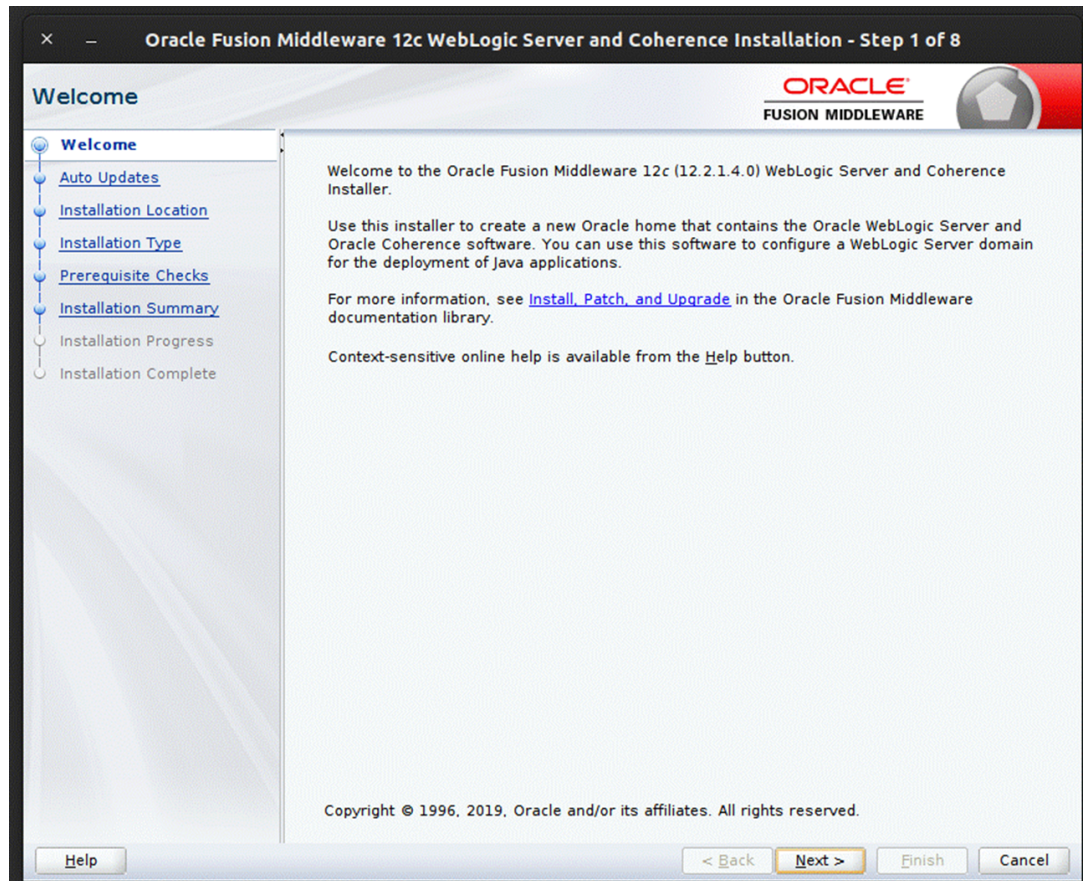 Oracle Fusion Middleware 12c WebLogic Server and Coherence Installation - Step 1 of 8
Welcome
ORACLE
FUSION MIDDLEWARE
Welcome
Auto Updates
Installation Location
Installation Type
Prerequisite Checks
Installation Summary
Installation Progress
Installation Complete
Welcome to the Oracle Fusion Middleware 12c (12.2.1.4.0) WebLogic Server and Coherence
Installer.
Use this installer to create a new Oracle home that contains the Oracle WebLogic Server and
Oracle Coherence software. You can use this software to configure a WebLogic Server domain
for the deployment of Java applications.
For more information, see Install, Patch, and Upgrade in the Oracle Fusion Middleware
documentation library.
Context-sensitive online help is available from the Help button.
Copyright © 1996, 2019, Oracle and/or its affiliates. All rights reserved.
Help
< Back
Next >
Finish
Cancel